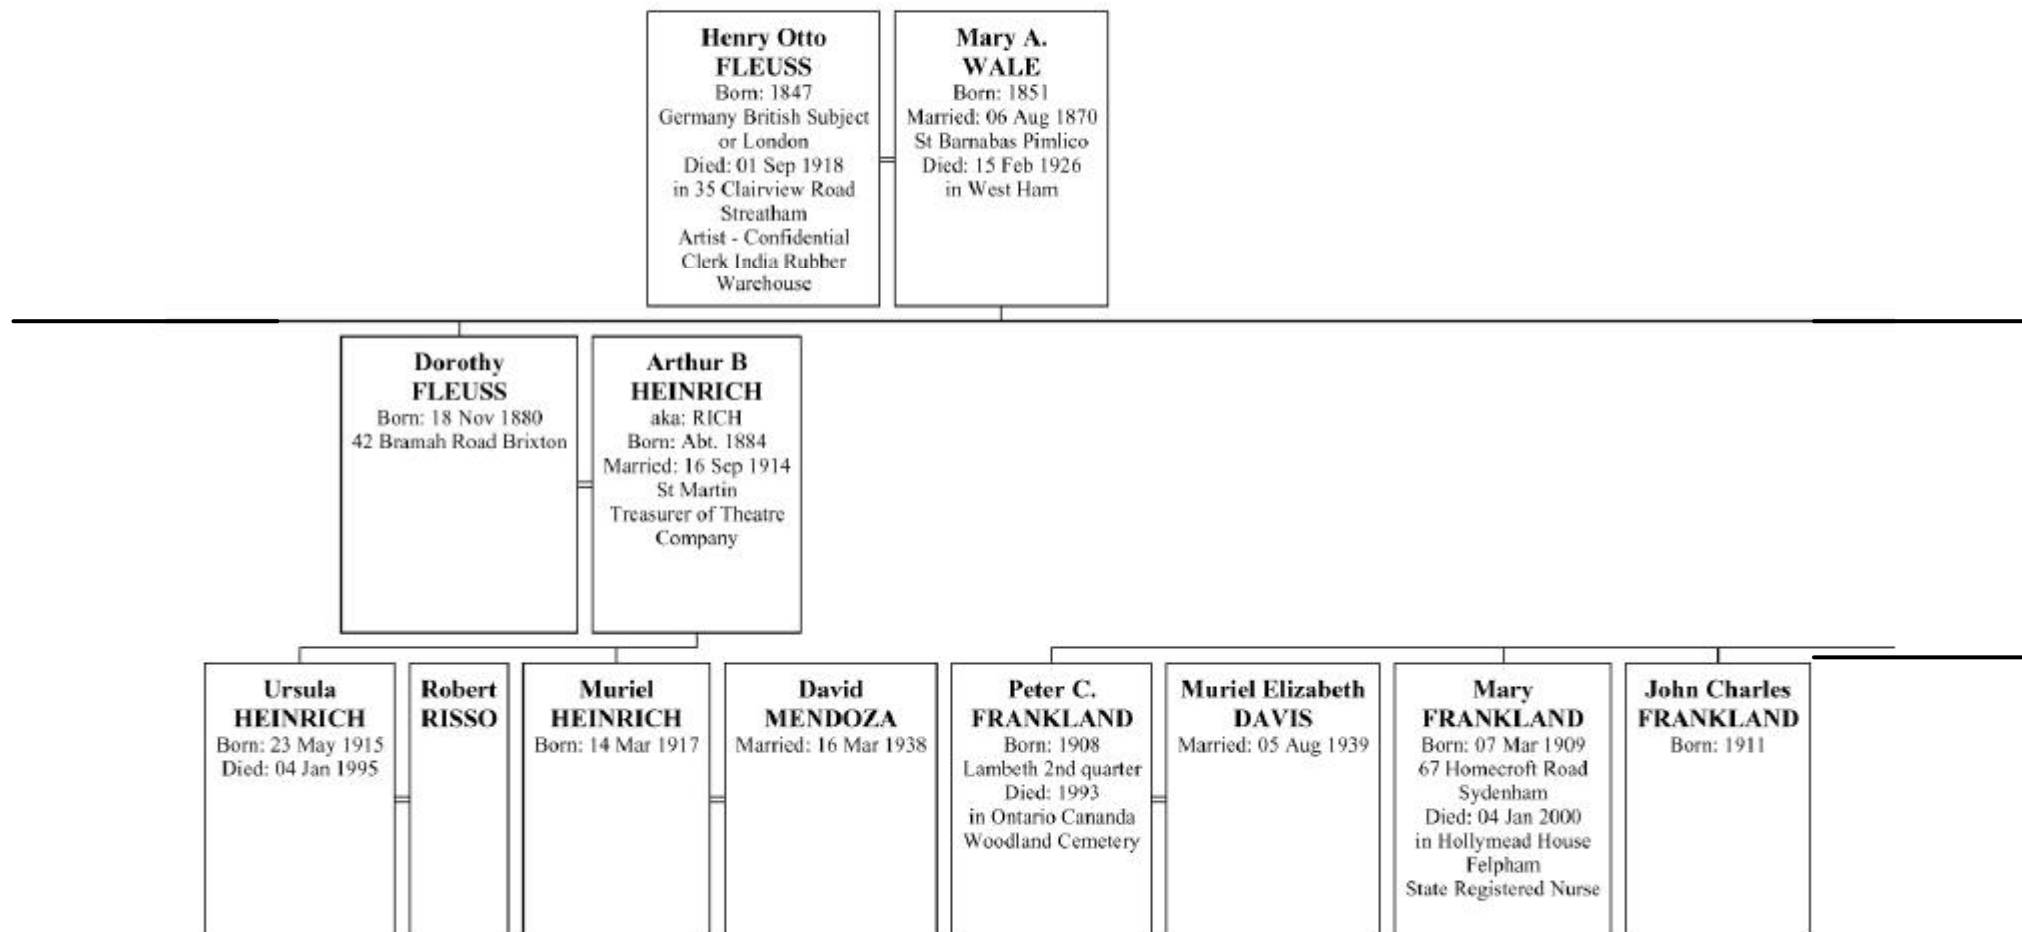 Henry Otto
FLEUSS
Born: 1847
Germany British Subject
or London
Died: 01 Sep 1918
in 35 Clairview Road
Streatham
Artist - Confidential
Clerk India Rubber
Warehouse
Mary A.
WALE
Born: 1851
Married: 06 Aug 1870
St Barnabas Pimlico
Died: 15 Feb 1926
in West Ham
Dorothy
FLEUSS
Born: 18 Nov 1880
42 Bramah Road Brixton
Arthur B
HEINRICH
aka: RICH
Born: Abt. 1884
Married: 16 Sep 1914
St Martin
Treasurer of Theatre
Company
Ursula
HEINRICH
Born: 23 May 1915
Died: 04 Jan 1995
Robert
RISSO
Muriel
HEINRICH
Born: 14 Mar 1917
David
MENDOZA
Married: 16 Mar 1938
Peter C.
FRANKLAND
Born: 1908
Lambeth 2nd quarter
Died: 1993
in Ontario Cananda
Woodland Cemetery
Muriel Elizabeth
DAVIS
Married: 05 Aug 1939
Mary
FRANKLAND
Born: 07 Mar 1909
67 Homecroft Road
Sydenham
Died: 04 Jan 2000
in Hollymead House
Felpham
State Registered Nurse
John Charles
FRANKLAND
Born: 1911